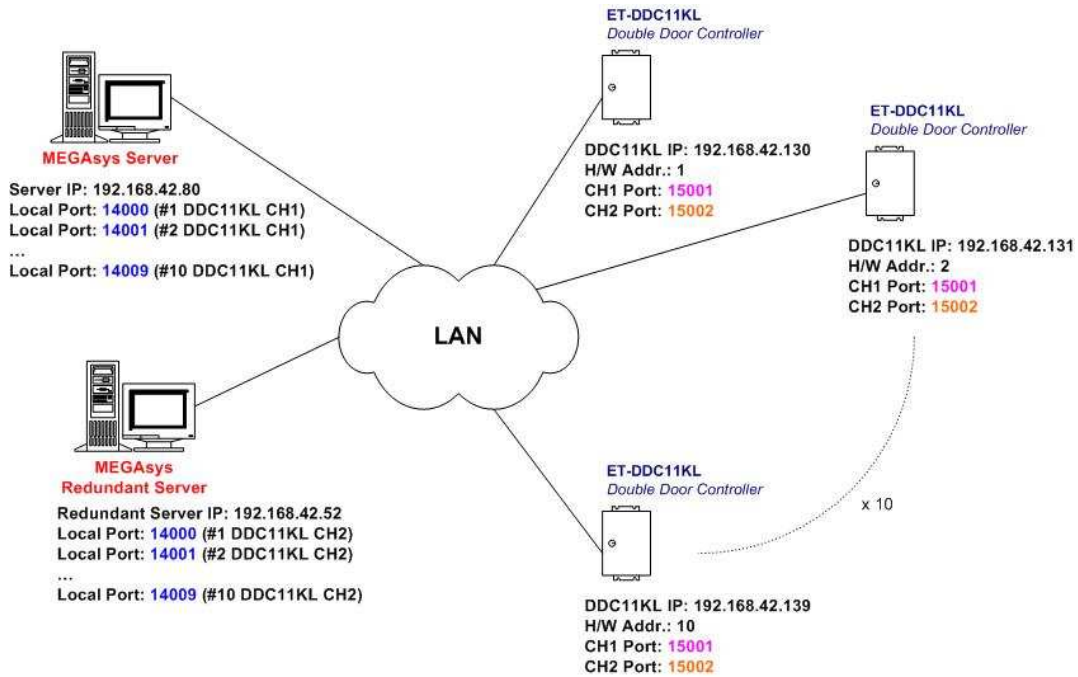 ET-DDC11KL
Double Door Controller
DDC11KL IP: 192.168.42.130
H/W Addr.: 1
CH1 Port: 15001
CH2 Port: 15002
MEGAsys Server
Server IP: 192.168.42.80
Local Port: 14000 (#1 DDC11KL CH1)
Local Port: 14001 (#2 DDC11KL CH1)
...
Local Port: 14009 (#10 DDC11KL CH1)
ET-DDC11KL
Double Door Controller
DDC11KL IP: 192.168.42.131
H/W Addr.: 2
CH1 Port: 15001
CH2 Port: 15002
LAN
MEGAsys
Redundant Server
Redundant Server IP: 192.168.42.52
Local Port: 14000 (#1 DDC11KL CH2)
Local Port: 14001 (#2 DDC11KL CH2)
...
Local Port: 14009 (#10 DDC11KL CH2)
ET-DDC11KL
Double Door Controller
x 10
DDC11KL IP: 192.168.42.139
H/W Addr.: 10
CH1 Port: 15001
CH2 Port: 15002